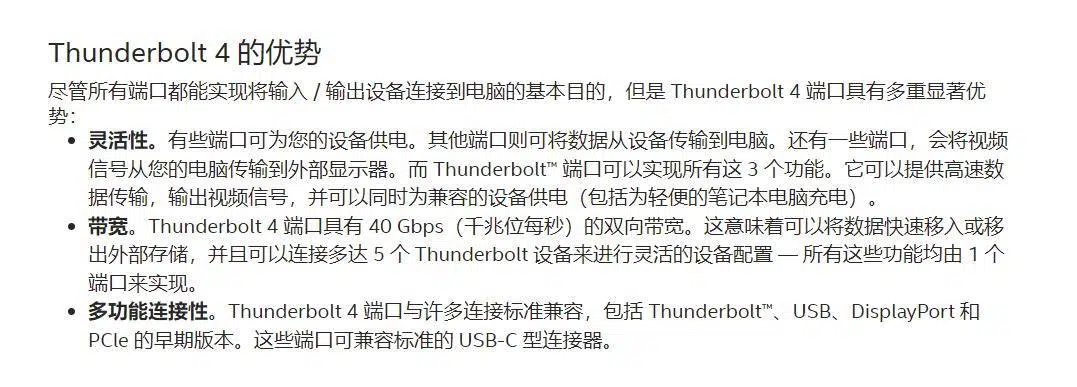 Thunderbolt 4 的优势
尽管所有端口都能实现将输入 / 输出设备连接到电脑的基本目的，但是 Thunderbolt 4 端口具有多重显著优
势：
• 灵活性。有些端口可为您的设备供电。其他端口则可将数据从设备传输到电脑。还有一些端口，会将视频
信号从您的电脑传输到外部显示器。而 Thunderbolt™ 端口可以实现所有这 3 个功能。它可以提供高速数
据传输，输出视频信号，并可以同时为兼容的设备供电（包括为轻便的笔记本电脑充电）。
• 带宽。Thunderbolt 4 端口具有 40 Gbps（千兆位每秒）的双向带宽。这意味着可以将数据快速移入或移
出外部存储，并且可以连接多达 5 个 Thunderbolt 设备来进行灵活的设备配置 — 所有这些功能均由 1 个
端口来实现。
• 多功能连接性。Thunderbolt 4 端口与许多连接标准兼容，包括 Thunderbolt™、USB、DisplayPort 和
PCIe 的早期版本。这些端口可兼容标准的 USB-C 型连接器。